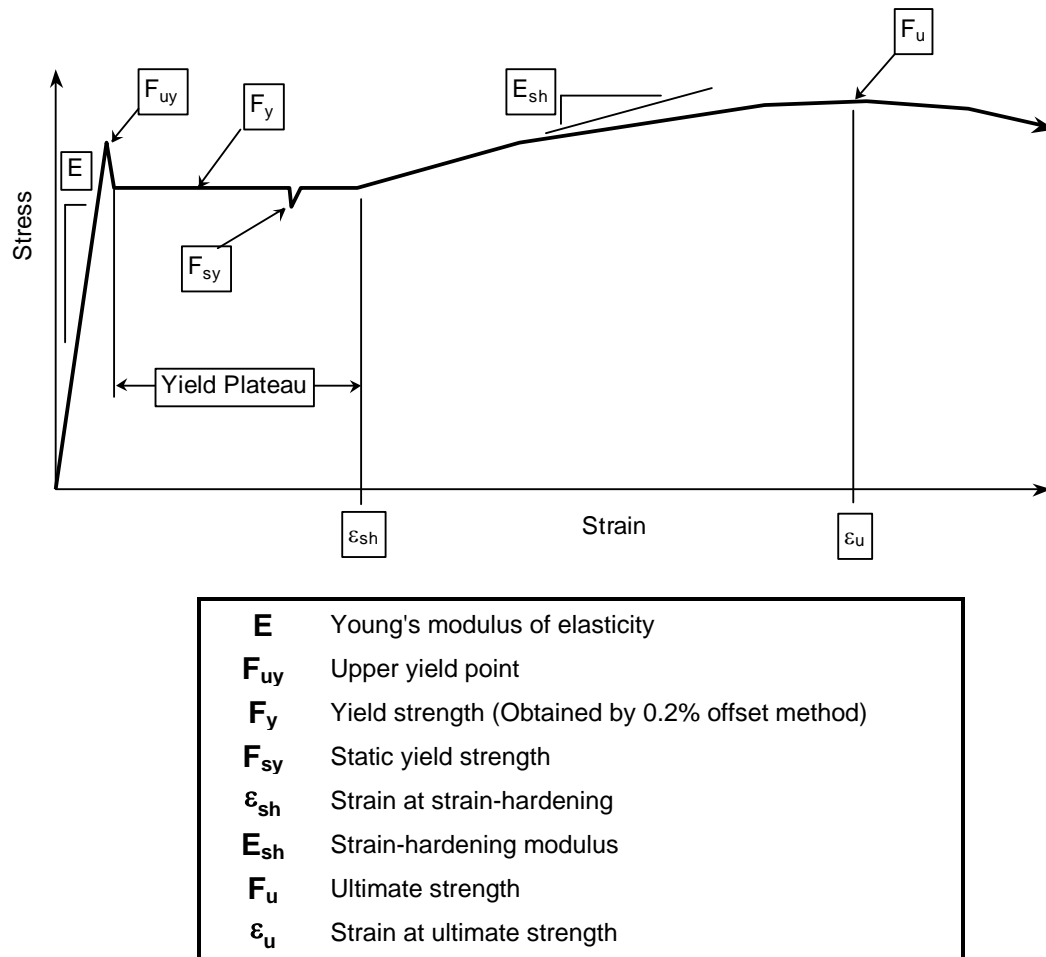 F_u
F_uy
E_sh
F_y
E
Stress
F_sy
Yield Plateau
ε_sh
Strain
ε_u
E Young's modulus of elasticity
F_uy Upper yield point
F_y Yield strength (Obtained by 0.2% offset method)
F_sy Static yield strength
ε_sh Strain at strain-hardening
E_sh Strain-hardening modulus
F_u Ultimate strength
ε_u Strain at ultimate strength